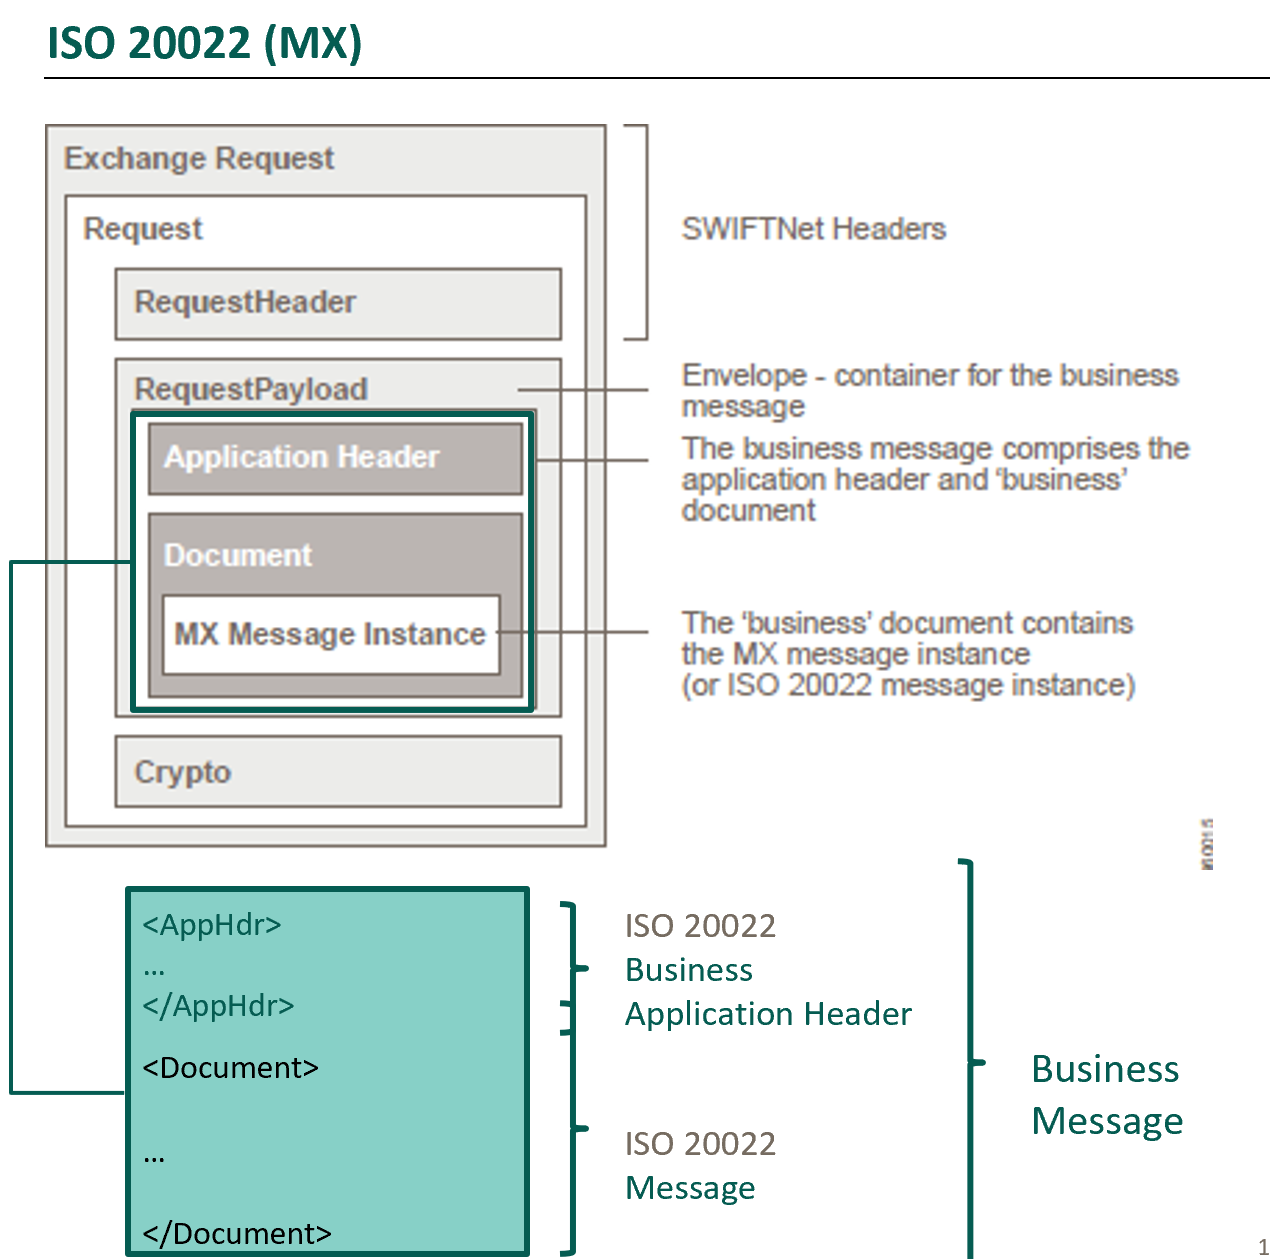 ISO 20022 (MX)
Exchange Request
Request
SWIFTNet Headers
RequestHeader
RequestPayload
Envelope - container for the business
message
Application Header
The business message comprises the
application header and ‘business’
document
Document
MX Message Instance
The ‘business’ document contains
the MX message instance
(or ISO 20022 message instance)
Crypto
<AppHdr>
...
</AppHdr>
ISO 20022
Business
Application Header
<Document>
...
</Document>
ISO 20022
Message
Business
Message
1